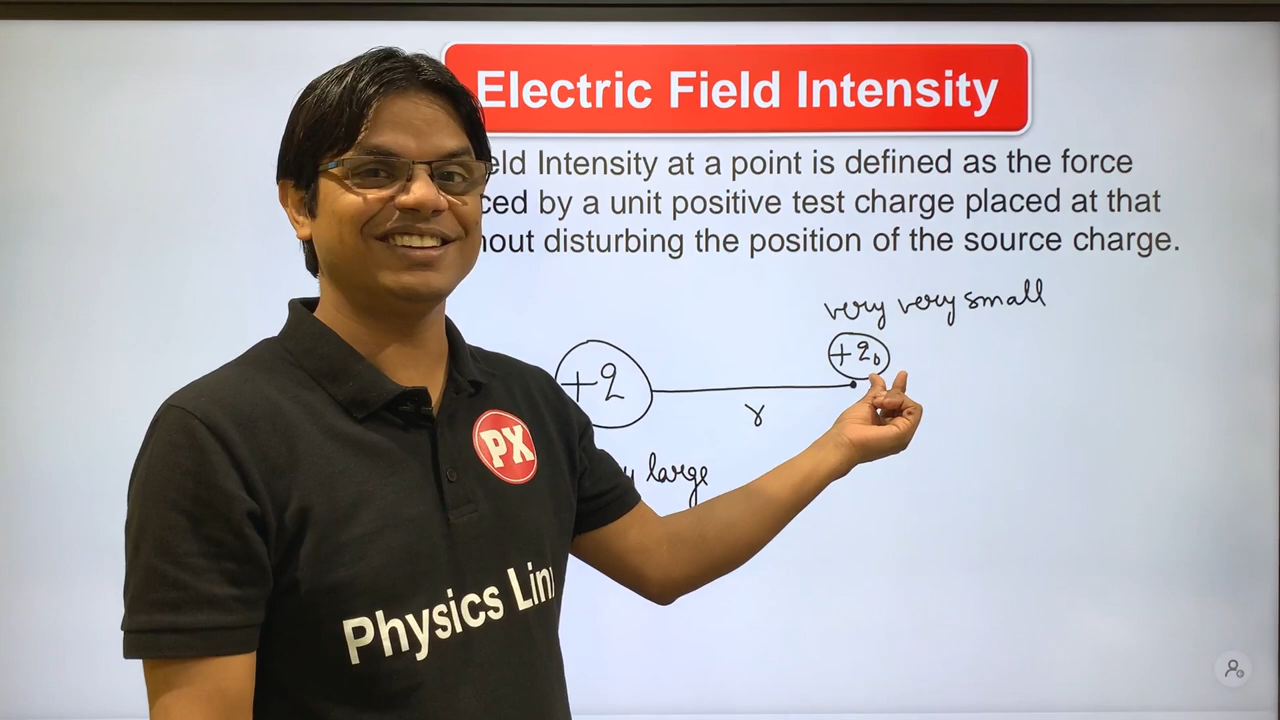 Electric Field Intensity
eld Intensity at a point is defined as the force
ced by a unit positive test charge placed at that
hout disturbing the position of the source charge.
very very small
+q₀
+q
r
y large
PX
Physics Lin